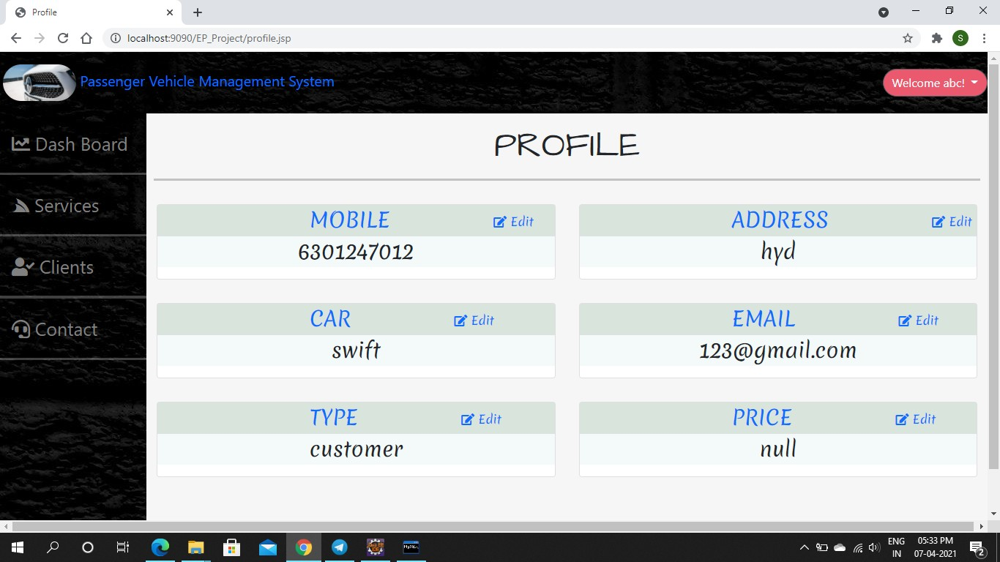 Profile
localhost:9090/EP_Project/profile.jsp
S
Passenger Vehicle Management System
Welcome abc!
Dash Board
Services
Clients
Contact
PROFILE
MOBILE Edit
6301247012
ADDRESS Edit
hyd
CAR Edit
swift
EMAIL Edit
123@gmail.com
TYPE Edit
customer
PRICE Edit
null
ENG
IN
05:33 PM
07-04-2021
2